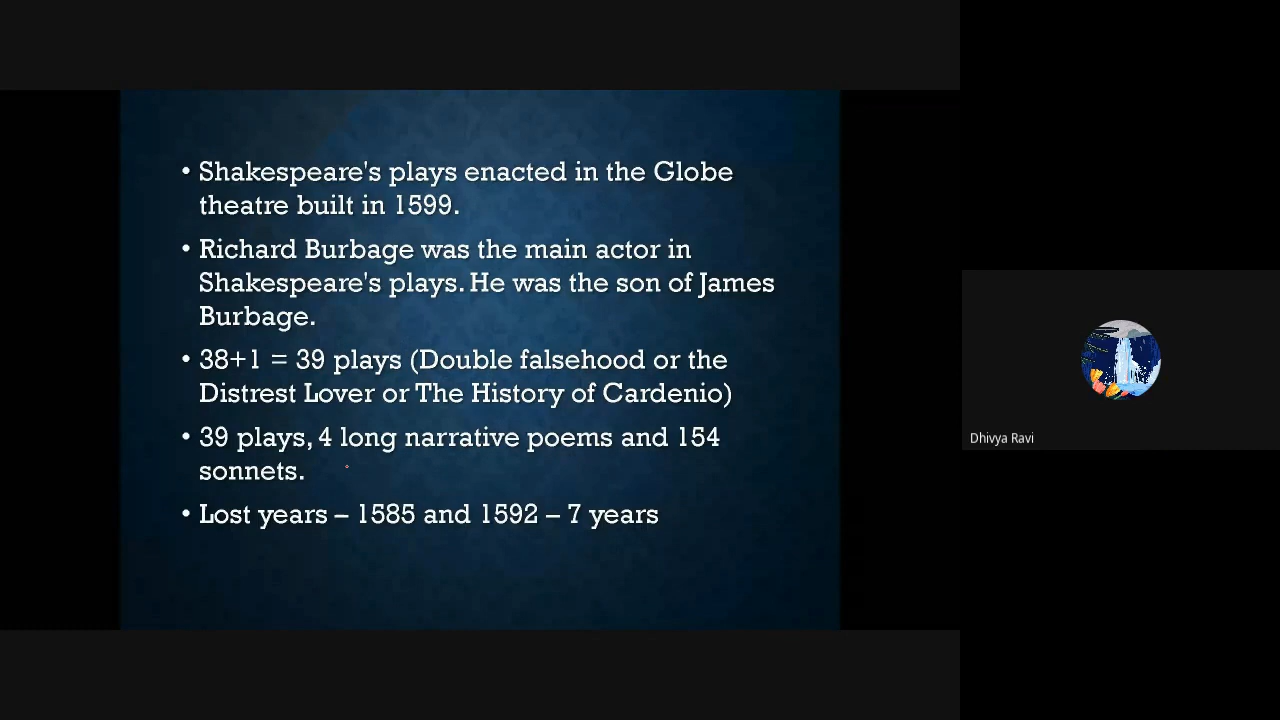 • Shakespeare's plays enacted in the Globe
theatre built in 1599.
• Richard Burbage was the main actor in
Shakespeare's plays. He was the son of James
Burbage.
• 38+1 = 39 plays (Double falsehood or the
Distrest Lover or The History of Cardenio)
• 39 plays, 4 long narrative poems and 154
sonnets.
• Lost years – 1585 and 1592 – 7 years
Dhivya Ravi